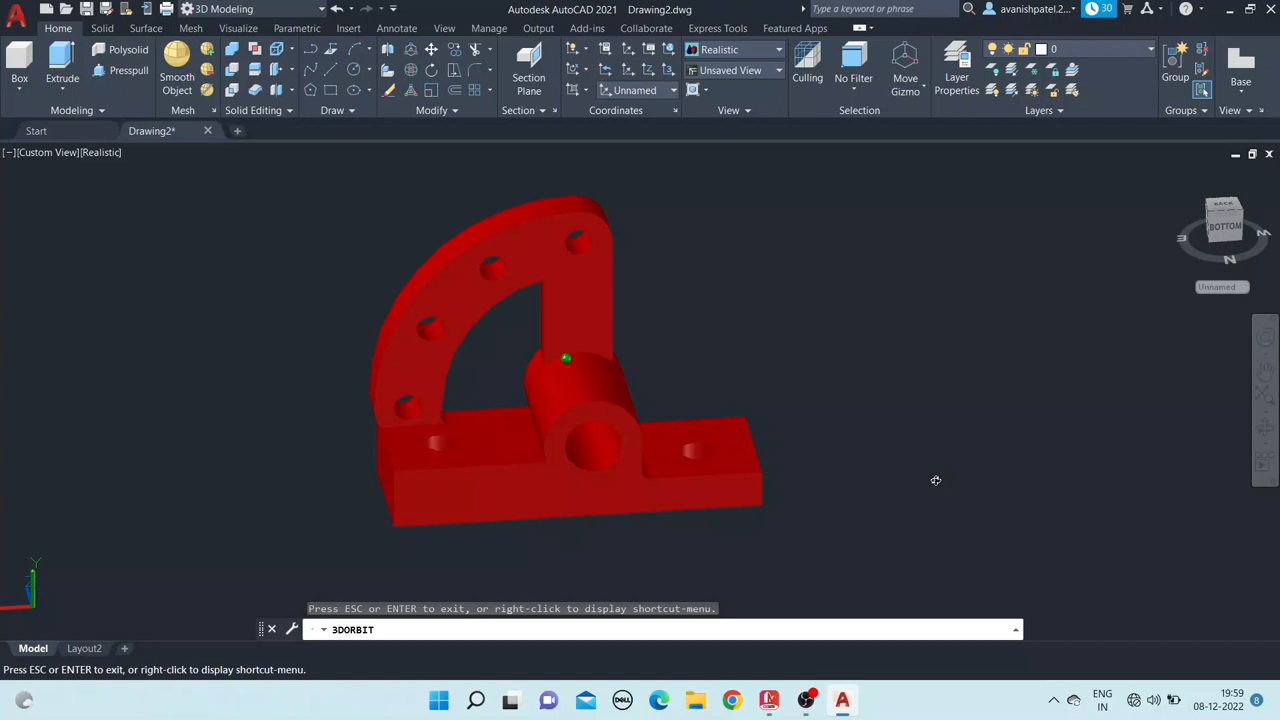 3D Modeling
Autodesk AutoCAD 2021 Drawing2.dwg
Type a keyword or phrase
avanishpatel.2...
30
Home Solid Surface Mesh Visualize Parametric Insert Annotate View Manage Output Add-ins Collaborate Express Tools Featured Apps
Box
Extrude
Polysolid
Presspull
Smooth
Object
Section
Plane
Unnamed
Realistic
Unsaved View
Culling
No Filter
Move
Gizmo
Layer
Properties
0
Group
Base
Modeling Mesh Solid Editing Draw Modify Section Coordinates View Selection Layers Groups View
Start
Drawing2*
[−][Custom View][Realistic]
BACK
BOTTOM
N
Unnamed
Y
Press ESC or ENTER to exit, or right-click to display shortcut-menu.
3DORBIT
Model Layout2
Press ESC or ENTER to exit, or right-click to display shortcut-menu.
DELL
ENG
IN
19:59
08-12-2022
8